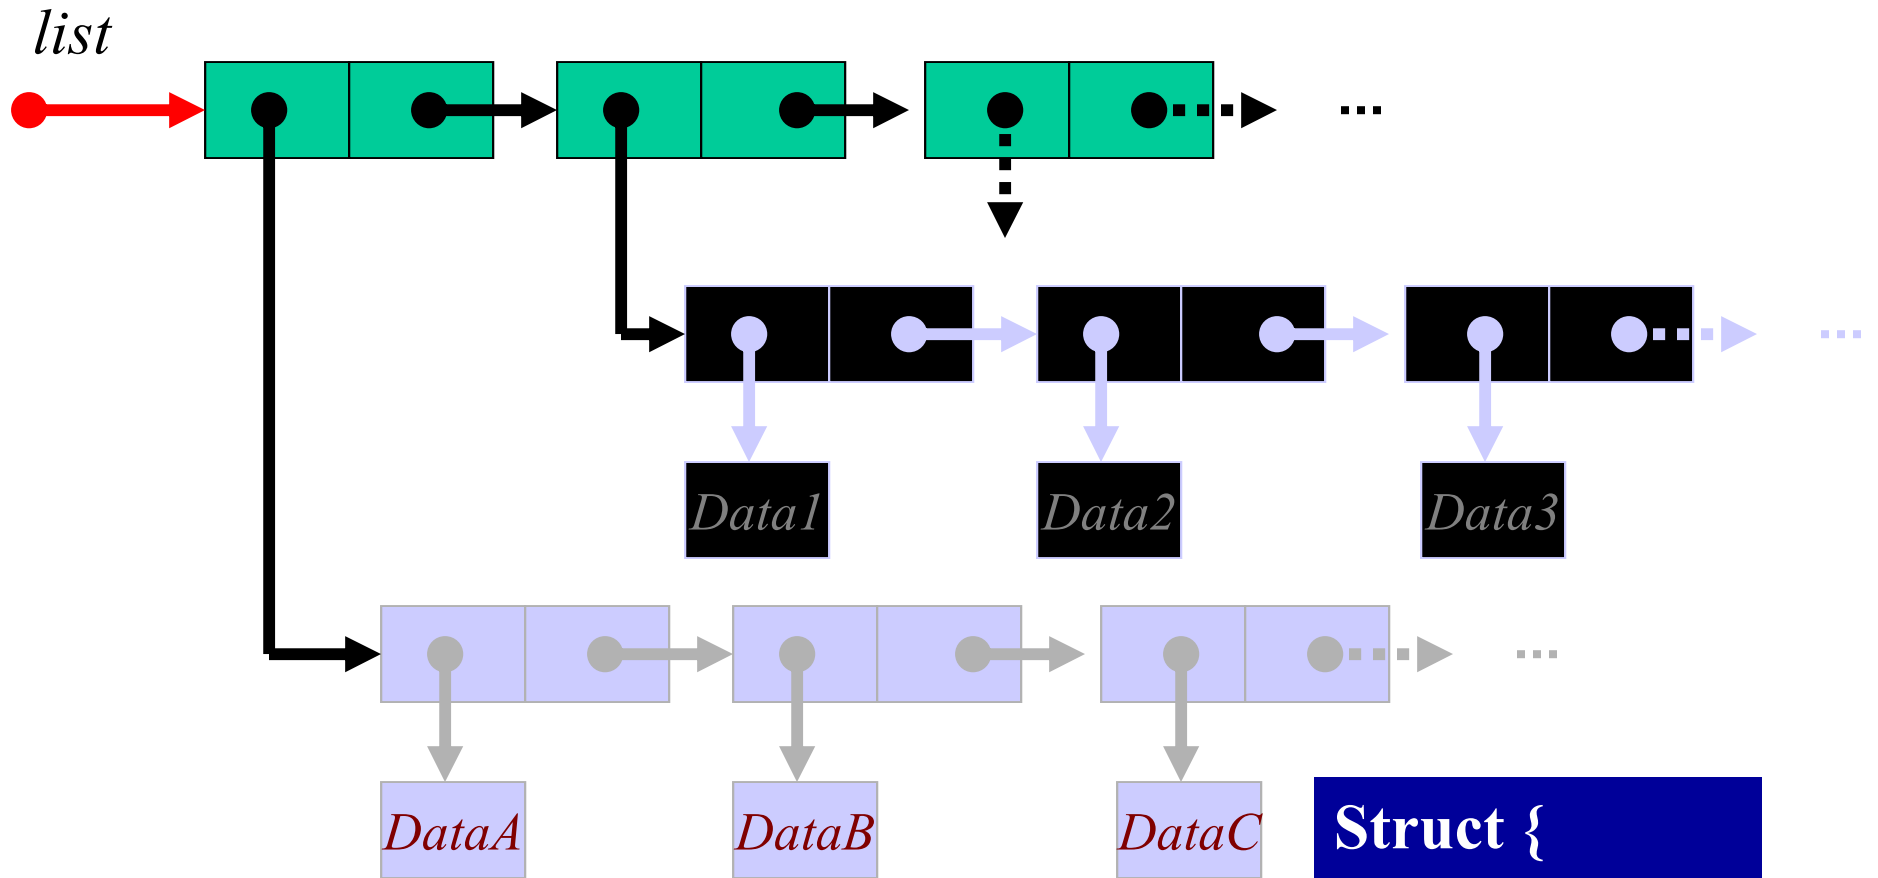 list
...
...
Data1 Data2 Data3
...
DataA DataB DataC
Struct {